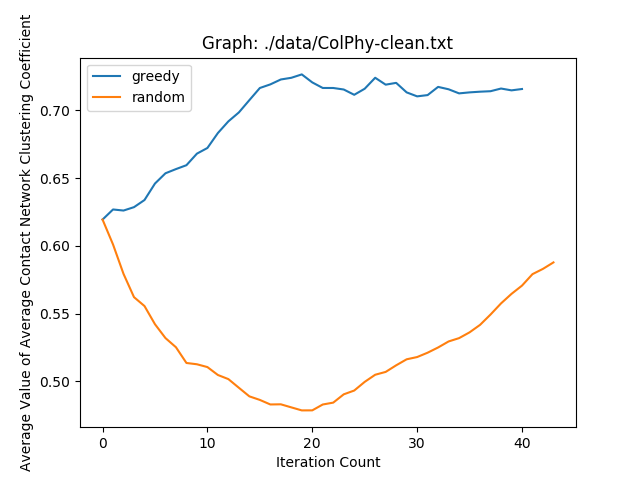 Graph: ./data/ColPhy-clean.txt
greedy
random
Average Value of Average Contact Network Clustering Coefficient
0.70
0.65
0.60
0.55
0.50
0
10
20
30
40
Iteration Count